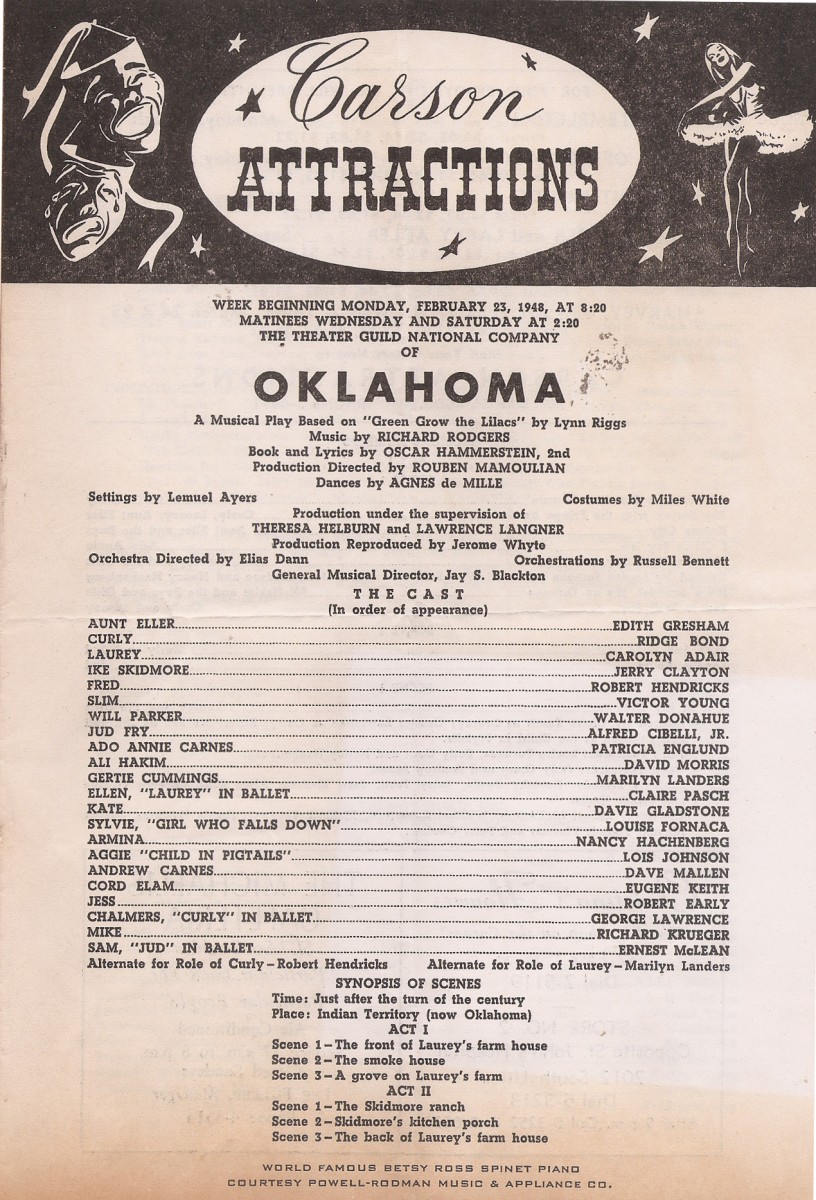 Carson
ATTRACTIONS
WEEK BEGINNING MONDAY, FEBRUARY 23, 1948, AT 8:20
MATINEES WEDNESDAY AND SATURDAY AT 2:20
THE THEATER GUILD NATIONAL COMPANY
OF
OKLAHOMA
A Musical Play Based on "Green Grow the Lilacs" by Lynn Riggs
Music by RICHARD RODGERS
Book and Lyrics by OSCAR HAMMERSTEIN, 2nd
Production Directed by ROUBEN MAMOULIAN
Dances by AGNES de MILLE
Settings by Lemuel Ayers Costumes by Miles White
Production under the supervision of
THERESA HELBURN and LAWRENCE LANGNER
Production Reproduced by Jerome Whyte
Orchestra Directed by Elias Dann Orchestrations by Russell Bennett
General Musical Director, Jay S. Blackton
THE CAST
(In order of appearance)
AUNT ELLER EDITH GRESHAM
CURLY RIDGE BOND
LAUREY CAROLYN ADAIR
IKE SKIDMORE JERRY CLAYTON
FRED ROBERT HENDRICKS
SLIM VICTOR YOUNG
WILL PARKER WALTER DONAHUE
JUD FRY ALFRED CIBELLI, JR.
ADO ANNIE CARNES PATRICIA ENGLUND
ALI HAKIM DAVID MORRIS
GERTIE CUMMINGS MARILYN LANDERS
ELLEN, "LAUREY" IN BALLET CLAIRE PASCH
KATE DAVIE GLADSTONE
SYLVIE, "GIRL WHO FALLS DOWN" LOUISE FORNACA
ARMINA NANCY HACHENBERG
AGGIE "CHILD IN PIGTAILS" LOIS JOHNSON
ANDREW CARNES DAVE MALLEN
CORD ELAM EUGENE KEITH
JESS ROBERT EARLY
CHALMERS, "CURLY" IN BALLET GEORGE LAWRENCE
MIKE RICHARD KRUEGER
SAM, "JUD" IN BALLET ERNEST McLEAN
Alternate for Role of Curly–Robert Hendricks Alternate for Role of Laurey–Marilyn Landers
SYNOPSIS OF SCENES
Time: Just after the turn of the century
Place: Indian Territory (now Oklahoma)
ACT I
Scene 1–The front of Laurey's farm house
Scene 2–The smoke house
Scene 3–A grove on Laurey's farm
ACT II
Scene 1–The Skidmore ranch
Scene 2–Skidmore's kitchen porch
Scene 3–The back of Laurey's farm house
WORLD FAMOUS BETSY ROSS SPINET PIANO
COURTESY POWELL-RODMAN MUSIC & APPLIANCE CO.